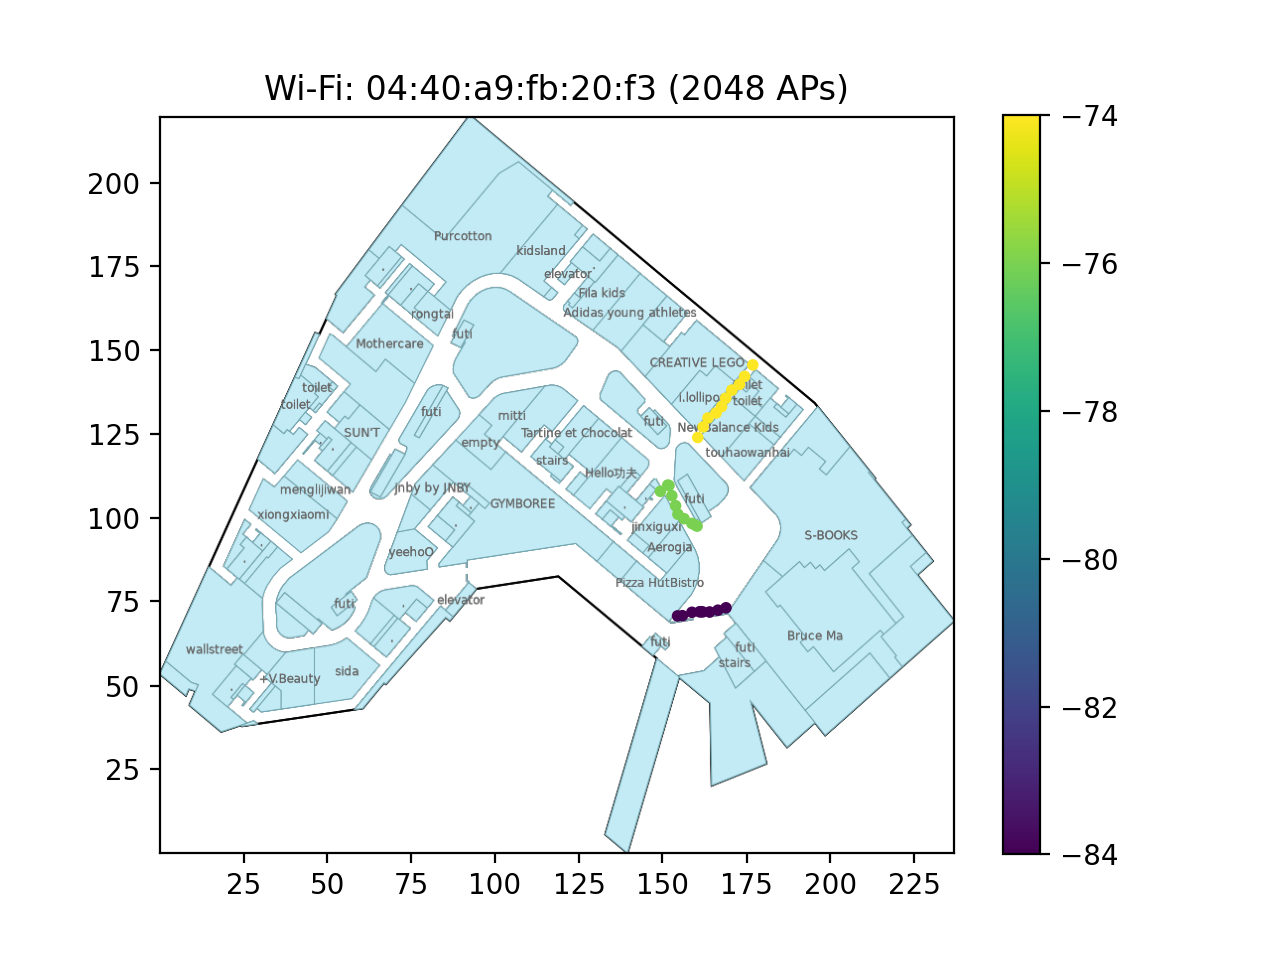 Wi-Fi: 04:40:a9:fb:20:f3 (2048 APs)
200
175
150
125
100
75
50
25
25
50
75
100
125
150
175
200
225
−74
−76
−78
−80
−82
−84
Purcotton
kidsland
elevator
Fila kids
rongtai
Adidas young athletes
futi
Mothercare
CREATIVE LEGO
toilet
toilet
toilet
futi
mitti
futi
SUN'T
empty
Tartine et Chocolat
New Balance Kids
touhaowanhai
stairs
Hello功夫
menglijiwan
Jnby by JNBY
GYMBOREE
futi
xiongxiaomi
jinxiguxi
S-BOOKS
yeehoO
Aerogia
Pizza HutBistro
futi
elevator
wallstreet
futi
Bruce Ma
futi
stairs
sida
+V.Beauty